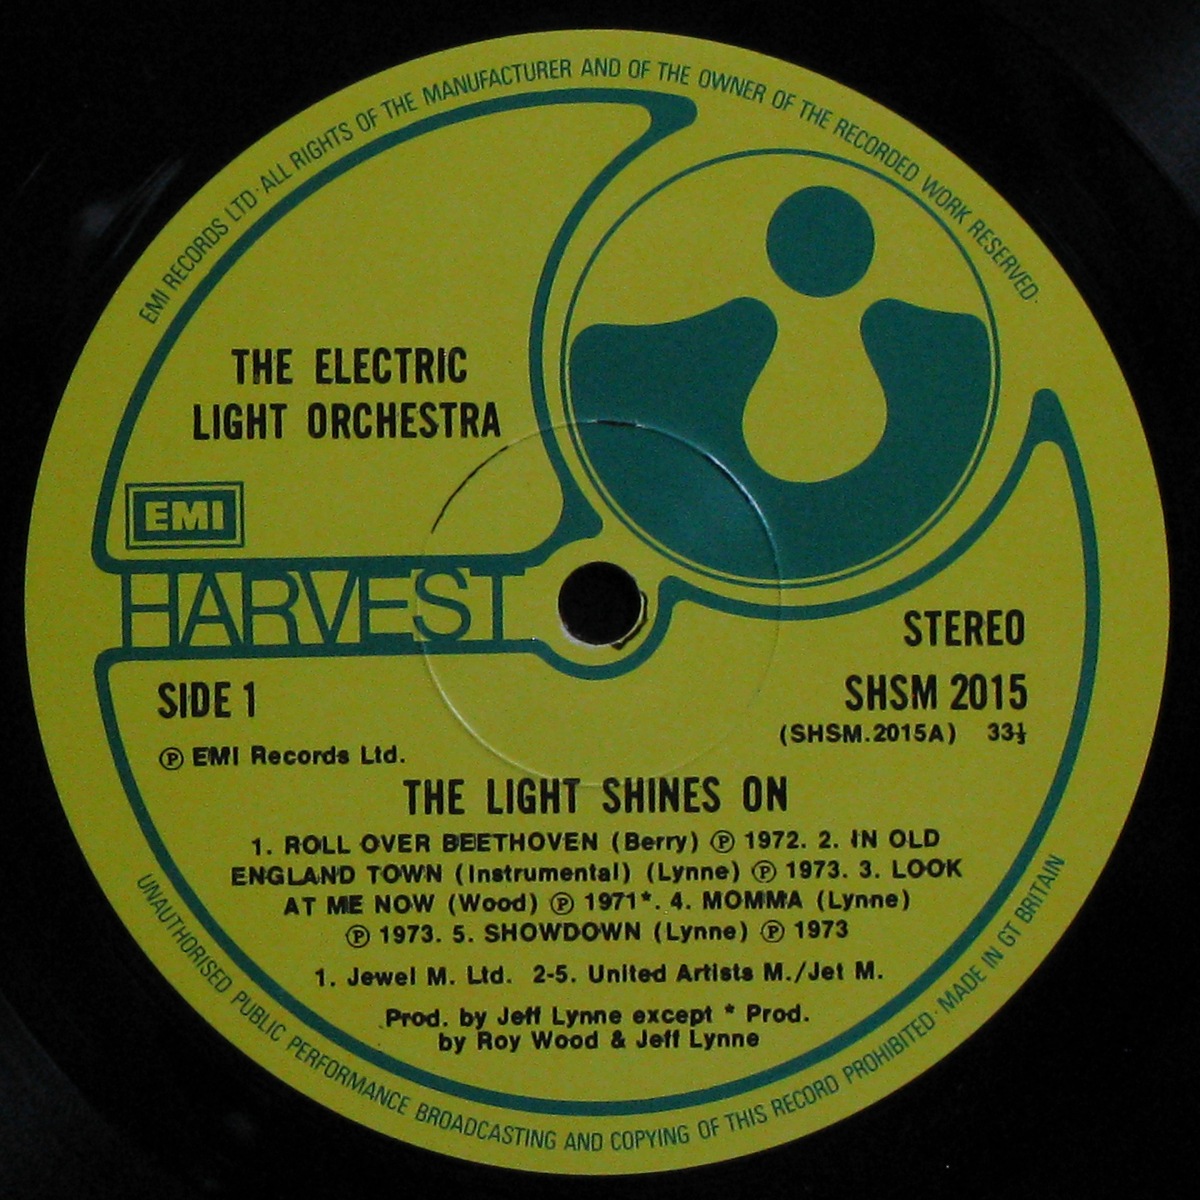 EMI RECORDS LTD·ALL RIGHTS OF THE MANUFACTURER AND OF THE OWNER OF THE RECORDED WORK RESERVED·
THE ELECTRIC
LIGHT ORCHESTRA
EMI
HARVEST
STEREO
SIDE 1
SHSM 2015
(SHSM.2015A) 33⅓
Ⓟ EMI Records Ltd.
THE LIGHT SHINES ON
1. ROLL OVER BEETHOVEN (Berry) Ⓟ 1972. 2. IN OLD
ENGLAND TOWN (Instrumental) (Lynne) Ⓟ 1973. 3. LOOK
AT ME NOW (Wood) Ⓟ 1971*. 4. MOMMA (Lynne)
Ⓟ 1973. 5. SHOWDOWN (Lynne) Ⓟ 1973
1. Jewel M. Ltd. 2-5. United Artists M./Jet M.
Prod. by Jeff Lynne except * Prod.
by Roy Wood & Jeff Lynne
UNAUTHORISED PUBLIC PERFORMANCE BROADCASTING AND COPYING OF THIS RECORD PROHIBITED·MADE IN GT BRITAIN